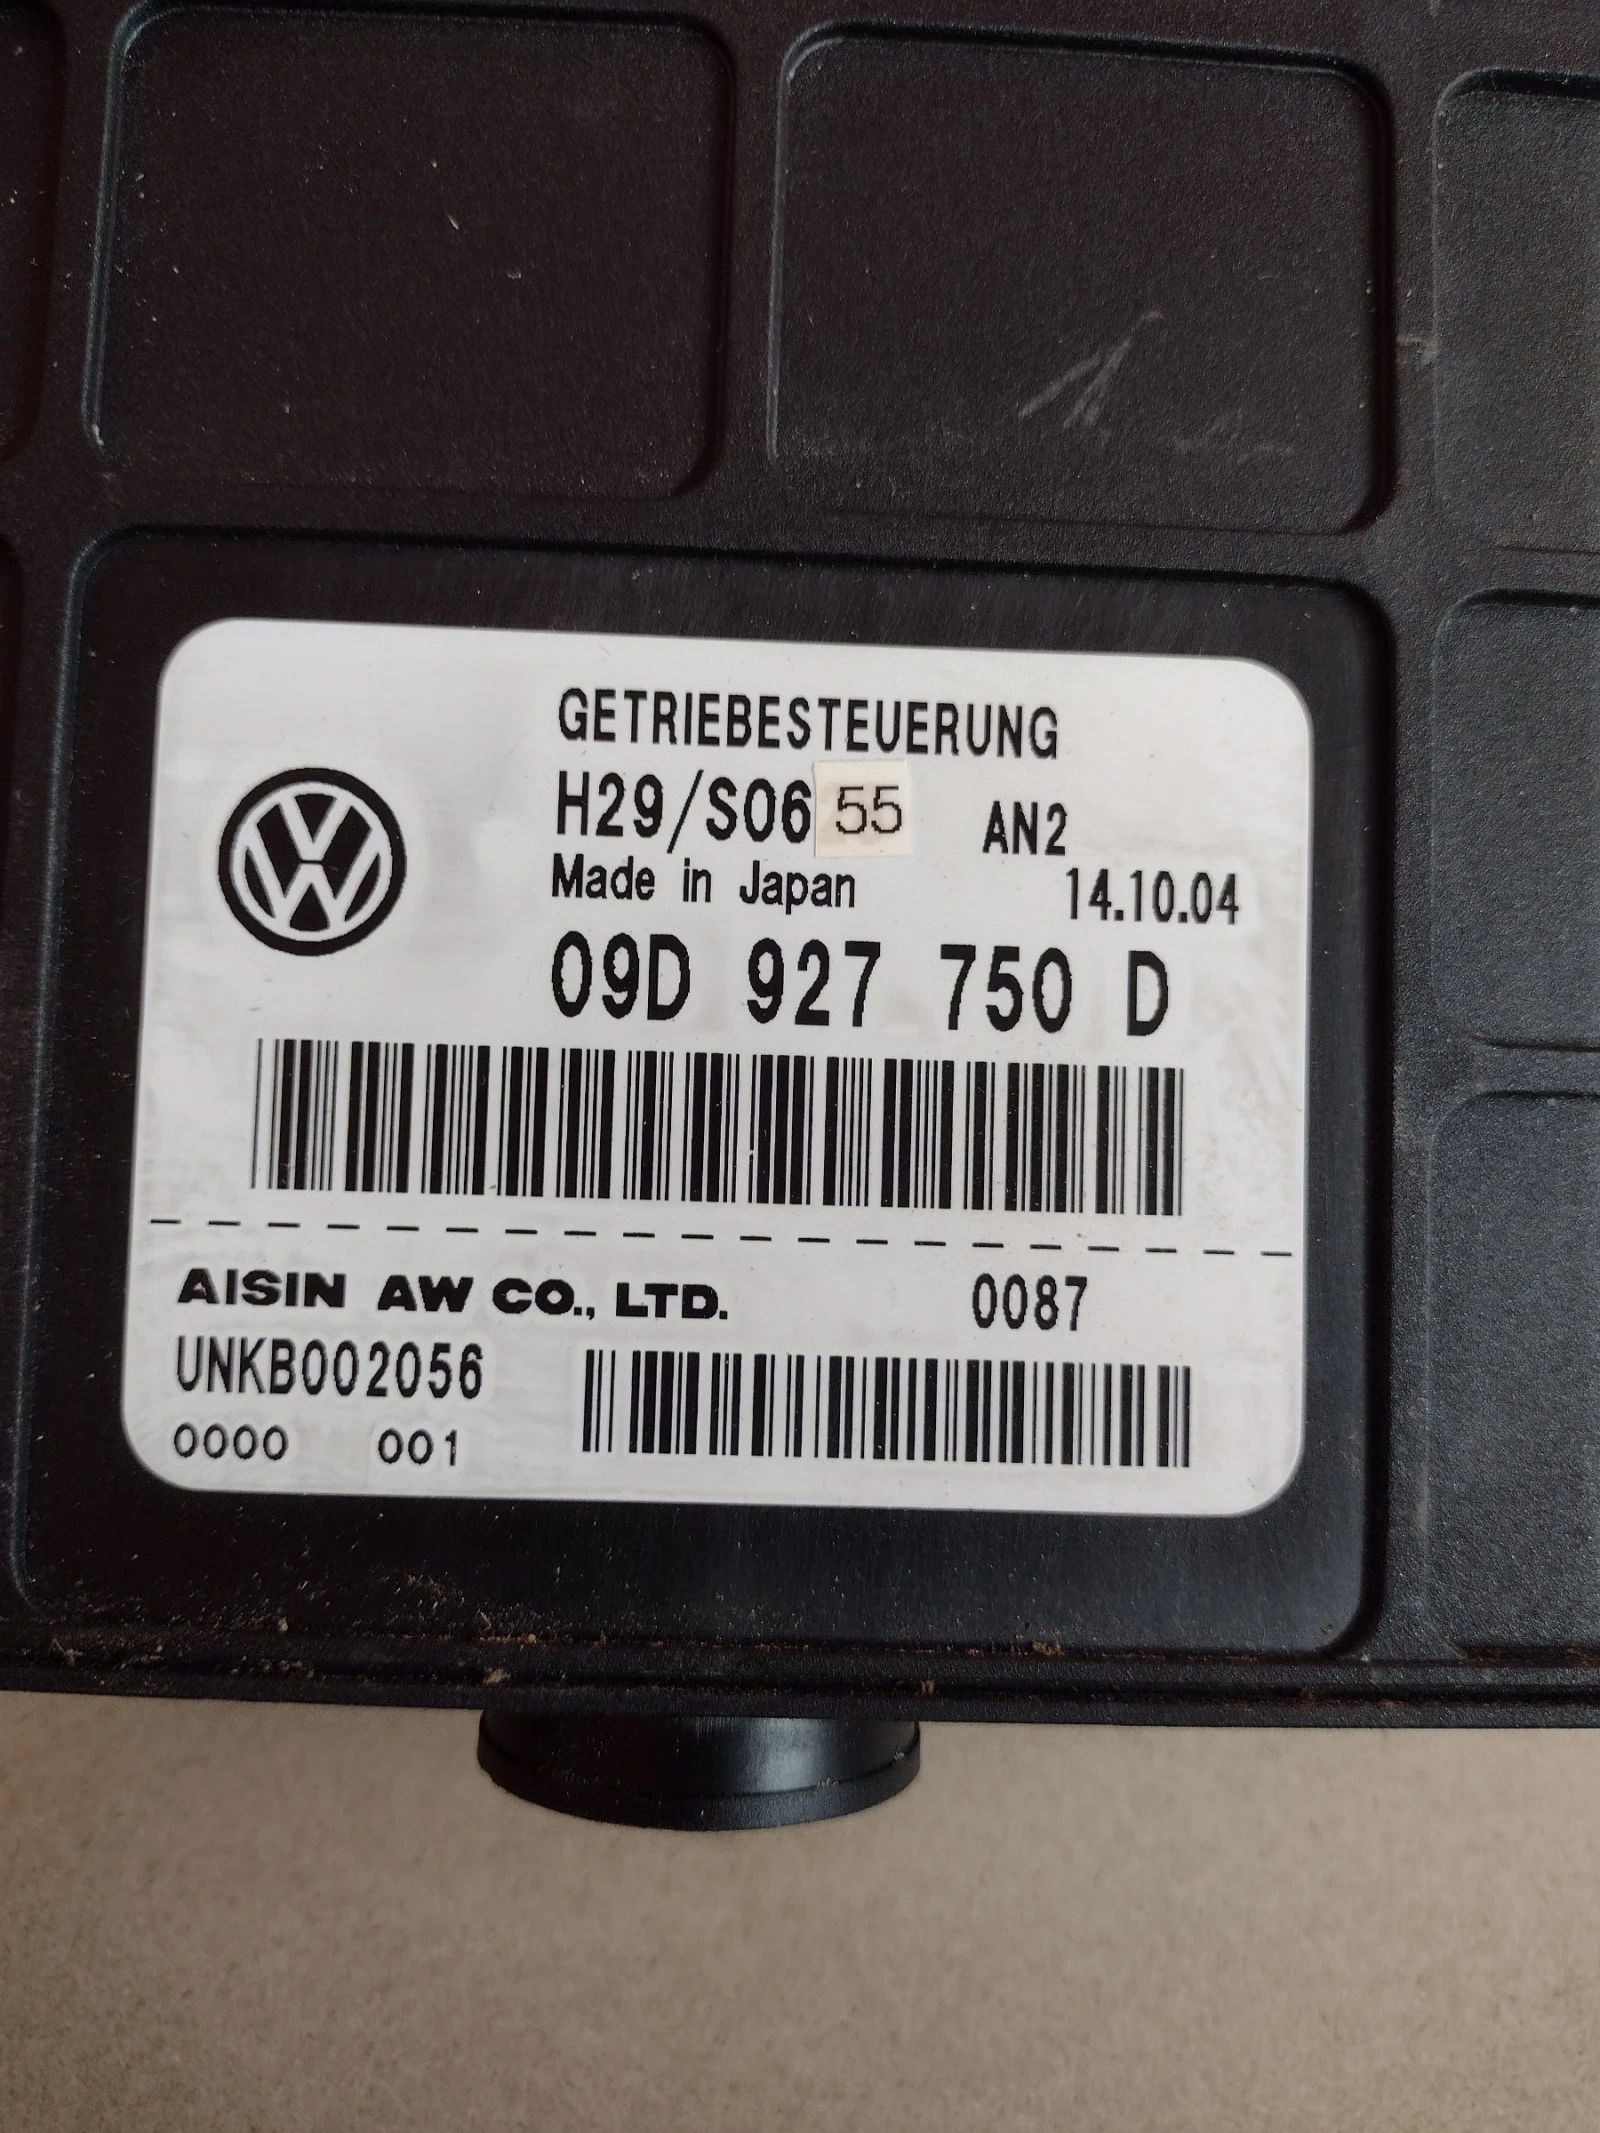 GETRIEBESTEUERUNG
H29/S06 55 AN2
Made in Japan 14.10.04
09D 927 750 D
AISIN AW CO., LTD. 0087
UNKB002056
0000 001